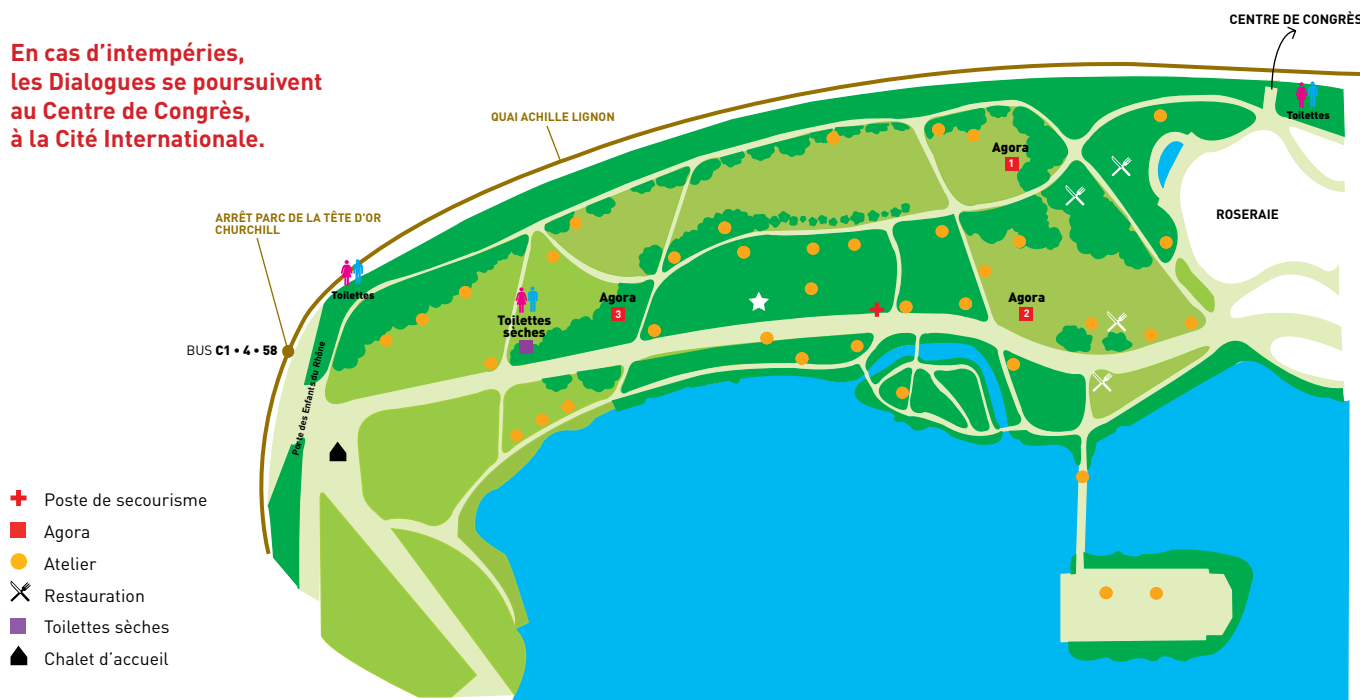 En cas d’intempéries,
les Dialogues se poursuivent
au Centre de Congrès,
à la Cité Internationale.
CENTRE DE CONGRÈS
QUAI ACHILLE LIGNON
Toilettes
Agora
1
ARRÊT PARC DE LA TÊTE D'OR
CHURCHILL
ROSERAIE
Toilettes
Agora
3
Agora
2
Toilettes
sèches
BUS C1 • 4 • 58
Porte des Enfants du Rhône
Poste de secourisme
Agora
Atelier
Restauration
Toilettes sèches
Chalet d’accueil